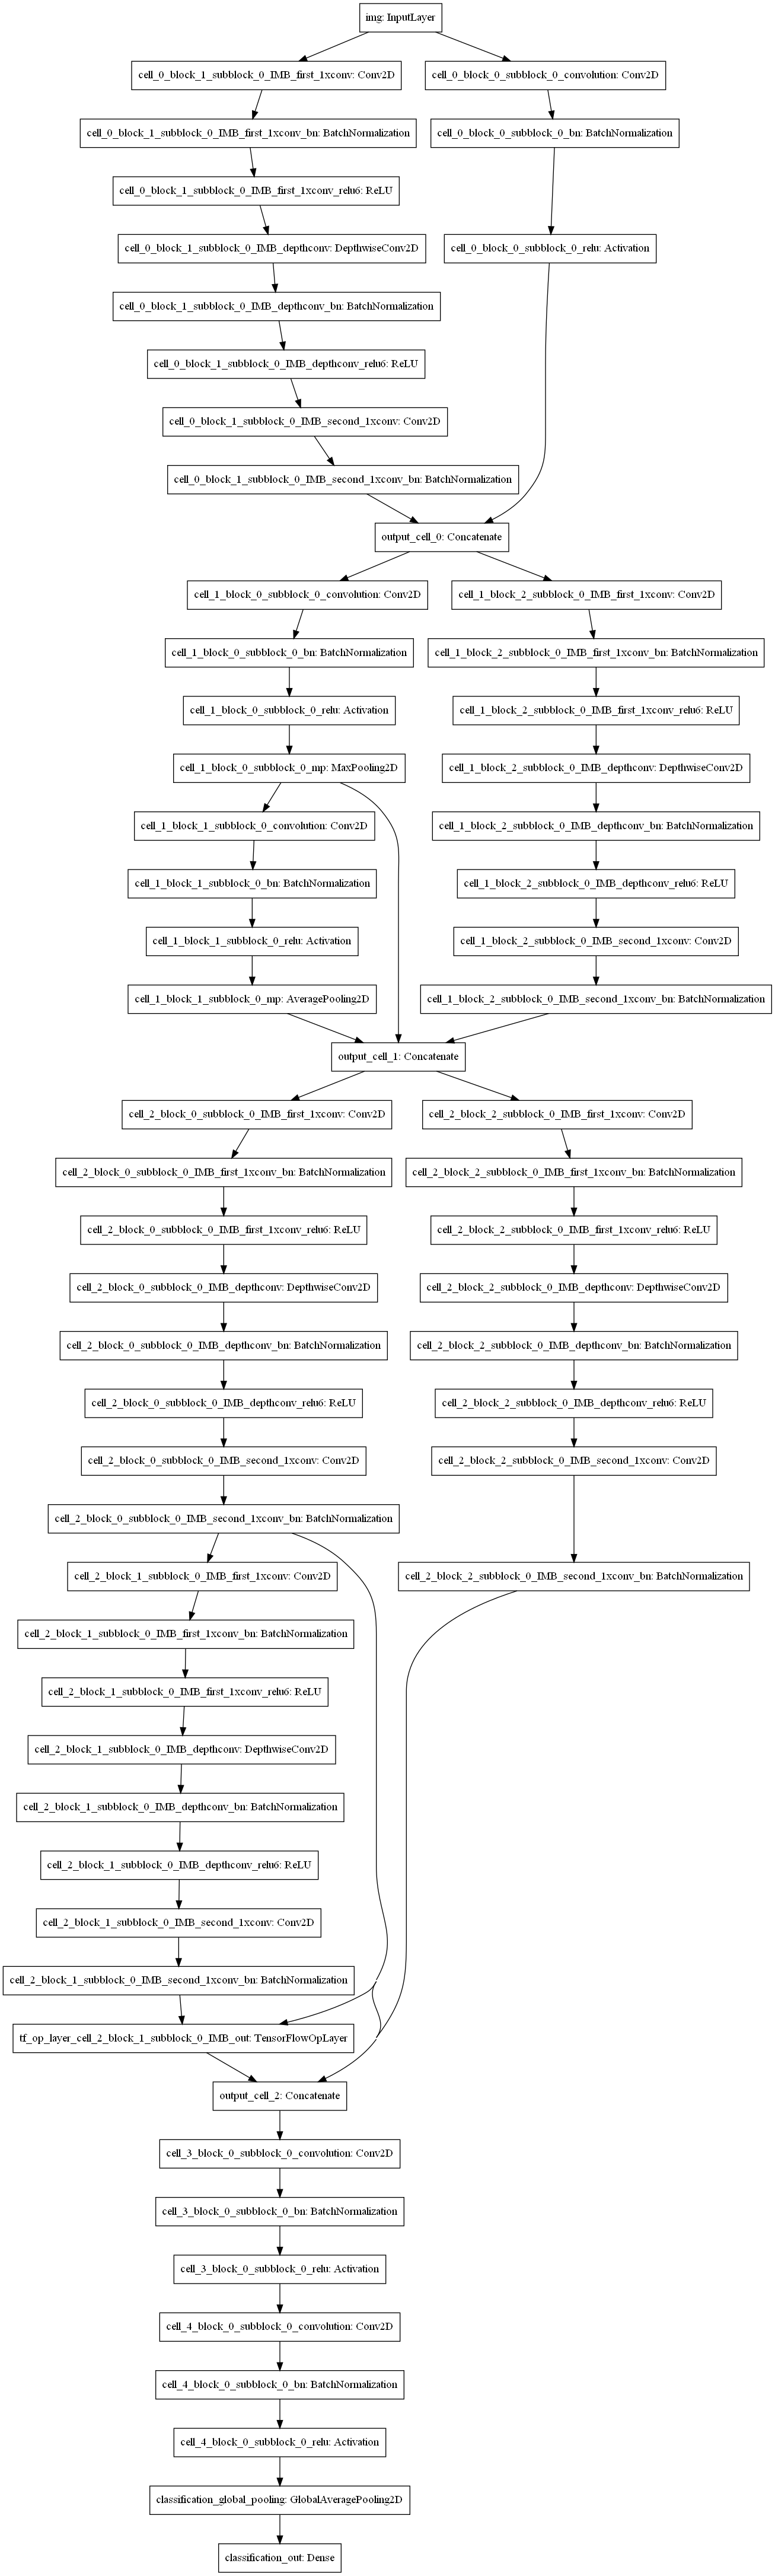 img: InputLayer
cell_0_block_1_subblock_0_IMB_first_1xconv: Conv2D
cell_0_block_0_subblock_0_convolution: Conv2D
cell_0_block_1_subblock_0_IMB_first_1xconv_bn: BatchNormalization
cell_0_block_0_subblock_0_bn: BatchNormalization
cell_0_block_1_subblock_0_IMB_first_1xconv_relu6: ReLU
cell_0_block_1_subblock_0_IMB_depthconv: DepthwiseConv2D
cell_0_block_0_subblock_0_relu: Activation
cell_0_block_1_subblock_0_IMB_depthconv_bn: BatchNormalization
cell_0_block_1_subblock_0_IMB_depthconv_relu6: ReLU
cell_0_block_1_subblock_0_IMB_second_1xconv: Conv2D
cell_0_block_1_subblock_0_IMB_second_1xconv_bn: BatchNormalization
output_cell_0: Concatenate
cell_1_block_0_subblock_0_convolution: Conv2D
cell_1_block_2_subblock_0_IMB_first_1xconv: Conv2D
cell_1_block_0_subblock_0_bn: BatchNormalization
cell_1_block_2_subblock_0_IMB_first_1xconv_bn: BatchNormalization
cell_1_block_0_subblock_0_relu: Activation
cell_1_block_2_subblock_0_IMB_first_1xconv_relu6: ReLU
cell_1_block_0_subblock_0_mp: MaxPooling2D
cell_1_block_2_subblock_0_IMB_depthconv: DepthwiseConv2D
cell_1_block_1_subblock_0_convolution: Conv2D
cell_1_block_2_subblock_0_IMB_depthconv_bn: BatchNormalization
cell_1_block_1_subblock_0_bn: BatchNormalization
cell_1_block_2_subblock_0_IMB_depthconv_relu6: ReLU
cell_1_block_1_subblock_0_relu: Activation
cell_1_block_2_subblock_0_IMB_second_1xconv: Conv2D
cell_1_block_1_subblock_0_mp: AveragePooling2D
cell_1_block_2_subblock_0_IMB_second_1xconv_bn: BatchNormalization
output_cell_1: Concatenate
cell_2_block_0_subblock_0_IMB_first_1xconv: Conv2D
cell_2_block_2_subblock_0_IMB_first_1xconv: Conv2D
cell_2_block_0_subblock_0_IMB_first_1xconv_bn: BatchNormalization
cell_2_block_2_subblock_0_IMB_first_1xconv_bn: BatchNormalization
cell_2_block_0_subblock_0_IMB_first_1xconv_relu6: ReLU
cell_2_block_2_subblock_0_IMB_first_1xconv_relu6: ReLU
cell_2_block_0_subblock_0_IMB_depthconv: DepthwiseConv2D
cell_2_block_2_subblock_0_IMB_depthconv: DepthwiseConv2D
cell_2_block_0_subblock_0_IMB_depthconv_bn: BatchNormalization
cell_2_block_2_subblock_0_IMB_depthconv_bn: BatchNormalization
cell_2_block_0_subblock_0_IMB_depthconv_relu6: ReLU
cell_2_block_2_subblock_0_IMB_depthconv_relu6: ReLU
cell_2_block_0_subblock_0_IMB_second_1xconv: Conv2D
cell_2_block_2_subblock_0_IMB_second_1xconv: Conv2D
cell_2_block_0_subblock_0_IMB_second_1xconv_bn: BatchNormalization
cell_2_block_1_subblock_0_IMB_first_1xconv: Conv2D
cell_2_block_2_subblock_0_IMB_second_1xconv_bn: BatchNormalization
cell_2_block_1_subblock_0_IMB_first_1xconv_bn: BatchNormalization
cell_2_block_1_subblock_0_IMB_first_1xconv_relu6: ReLU
cell_2_block_1_subblock_0_IMB_depthconv: DepthwiseConv2D
cell_2_block_1_subblock_0_IMB_depthconv_bn: BatchNormalization
cell_2_block_1_subblock_0_IMB_depthconv_relu6: ReLU
cell_2_block_1_subblock_0_IMB_second_1xconv: Conv2D
cell_2_block_1_subblock_0_IMB_second_1xconv_bn: BatchNormalization
tf_op_layer_cell_2_block_1_subblock_0_IMB_out: TensorFlowOpLayer
output_cell_2: Concatenate
cell_3_block_0_subblock_0_convolution: Conv2D
cell_3_block_0_subblock_0_bn: BatchNormalization
cell_3_block_0_subblock_0_relu: Activation
cell_4_block_0_subblock_0_convolution: Conv2D
cell_4_block_0_subblock_0_bn: BatchNormalization
cell_4_block_0_subblock_0_relu: Activation
classification_global_pooling: GlobalAveragePooling2D
classification_out: Dense